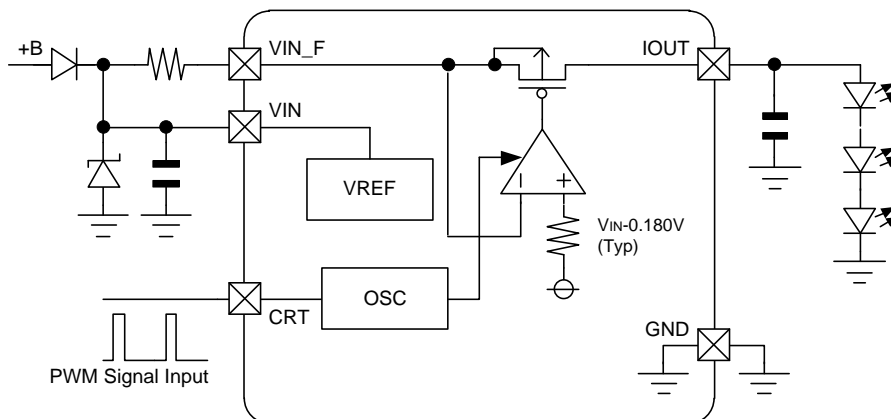 +B
VIN_F
IOUT
VIN
VREF
− +
VIN-0.180V
(Typ)
OSC
CRT
GND
PWM Signal Input